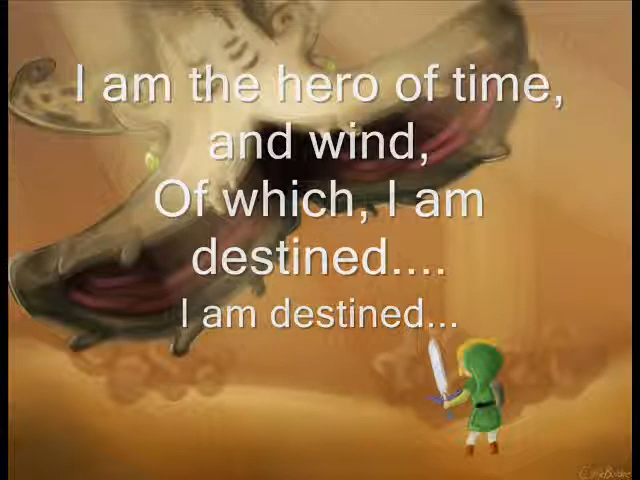 I am the hero of time,
and wind,
Of which, I am
destined....
I am destined...